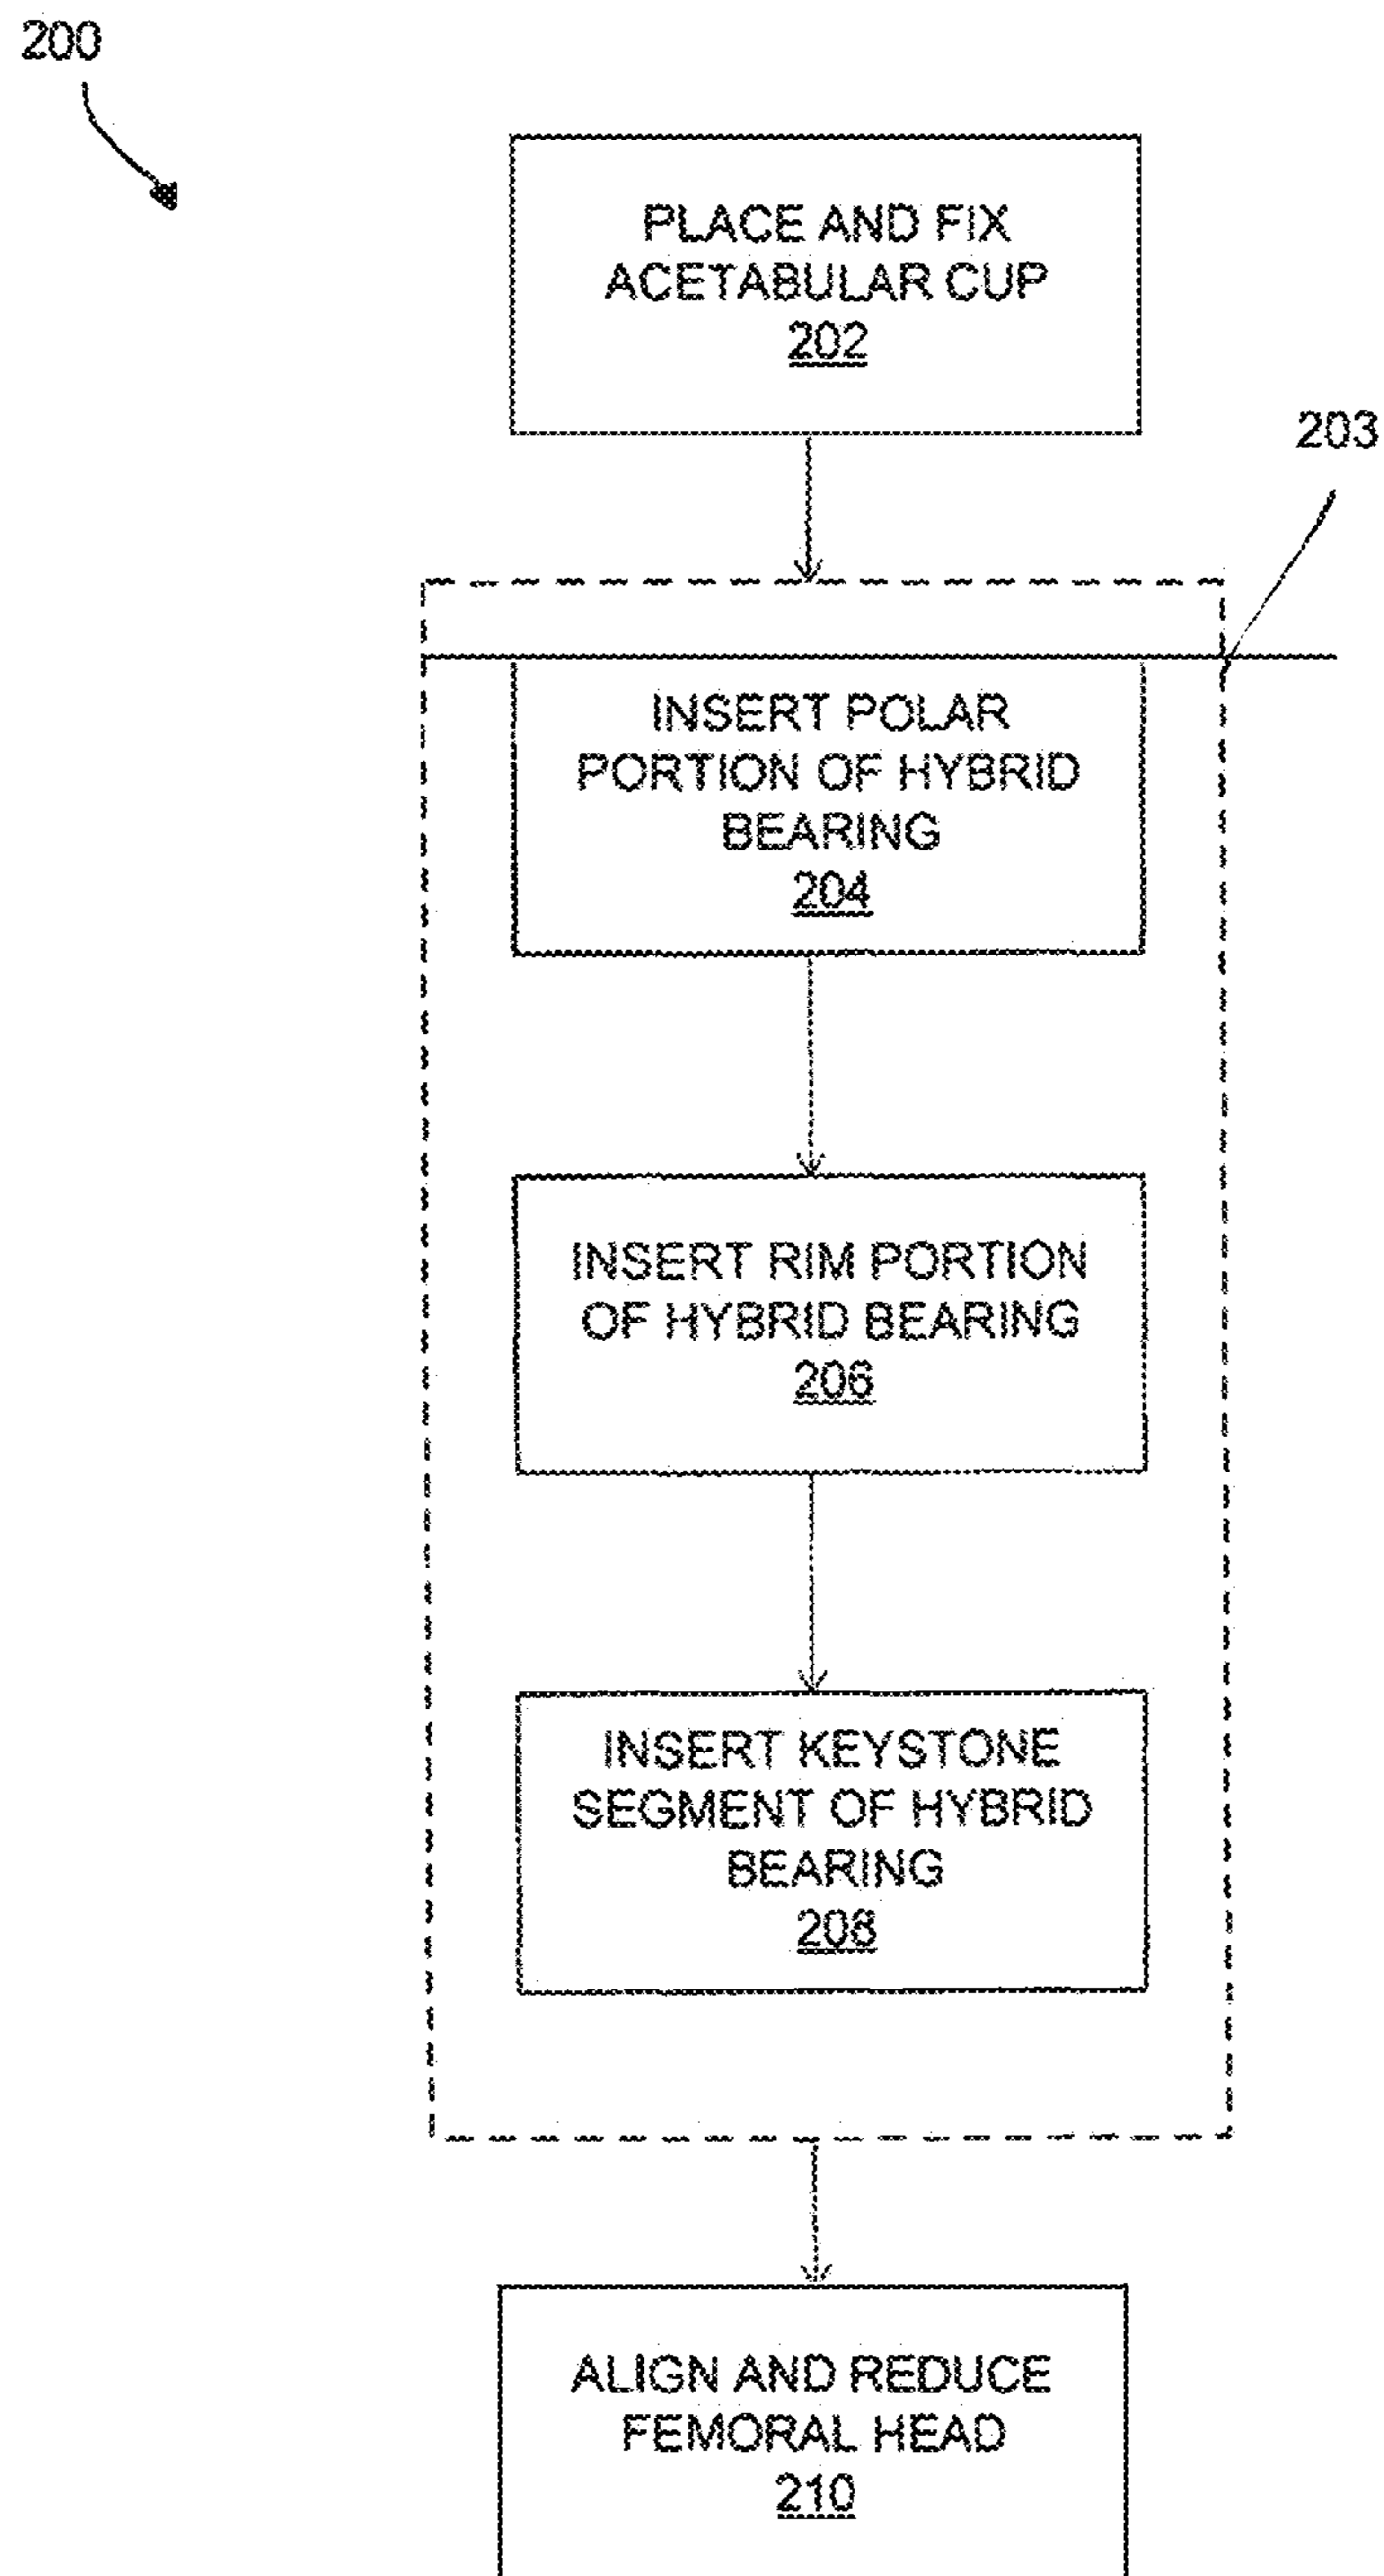 200
PLACE AND FIX
ACETABULAR CUP
202
203
INSERT POLAR
PORTION OF HYBRID
BEARING
204
INSERT RIM PORTION
OF HYBRID BEARING
206
INSERT KEYSTONE
SEGMENT OF HYBRID
BEARING
208
ALIGN AND REDUCE
FEMORAL HEAD
210